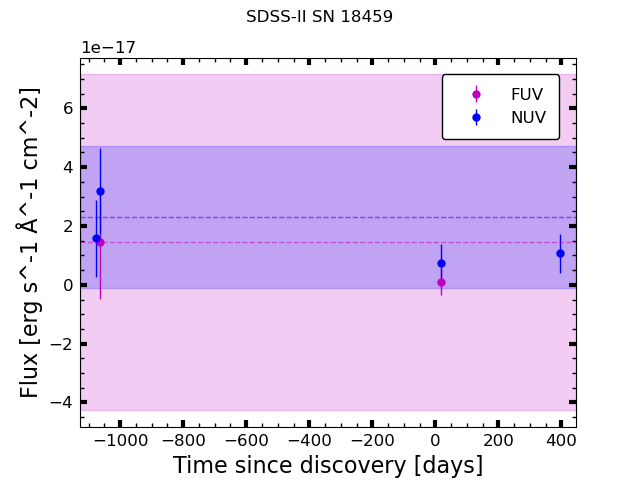 SDSS-II SN 18459
1e−17
FUV
NUV
6
4
2
0
−2
−4
Flux [erg s^-1 Å^-1 cm^-2]
−1000 −800 −600 −400 −200 0 200 400
Time since discovery [days]